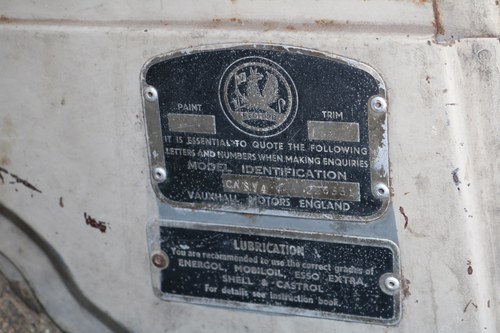 PAINT
TRIM
IT IS ESSENTIAL TO QUOTE THE FOLLOWING
LETTERS AND NUMBERS WHEN MAKING ENQUIRIES
MODEL IDENTIFICATION
VAUXHALL MOTORS ENGLAND
LUBRICATION
You are recommended to use the correct grades of
ENERGOL, MOBILOIL, ESSO EXTRA,
SHELL & CASTROL
For details see instruction book.